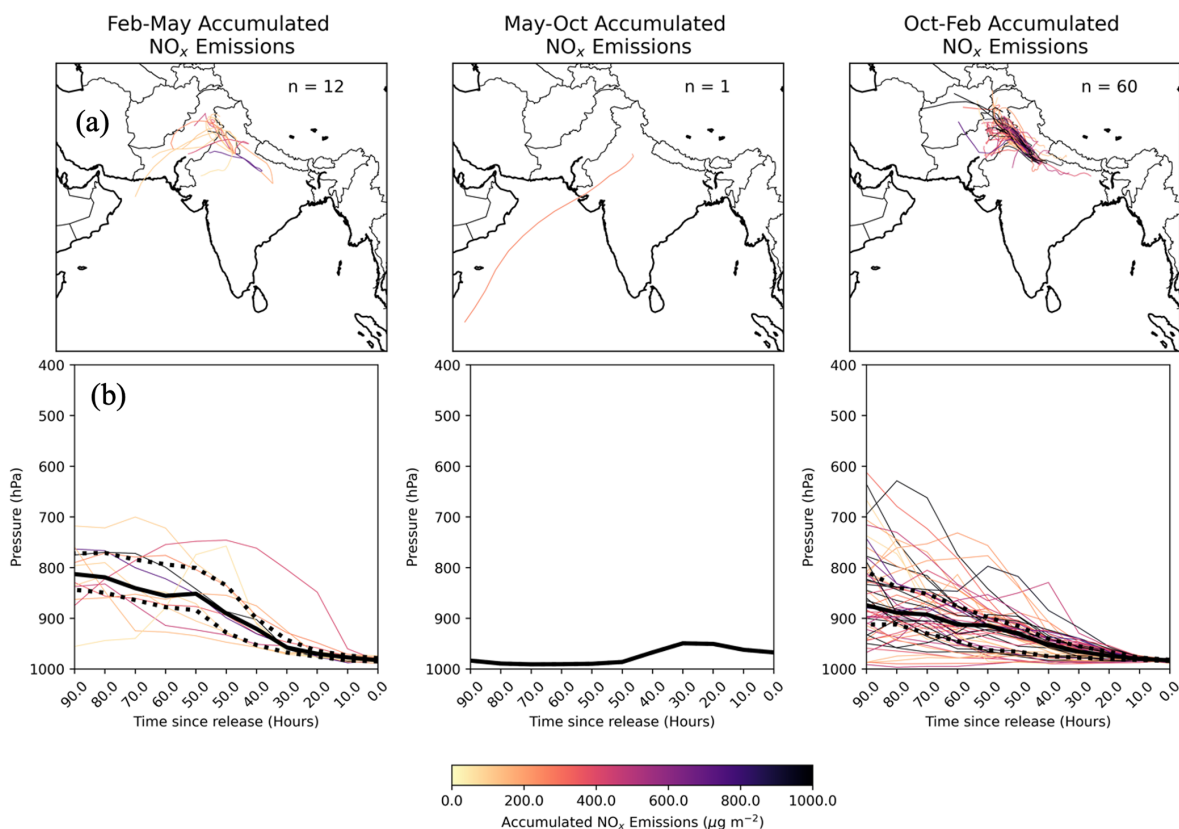 Feb-May Accumulated
NOₓ Emissions
May-Oct Accumulated
NOₓ Emissions
Oct-Feb Accumulated
NOₓ Emissions
(a)
n = 12
n = 1
n = 60
(b)
400
500
600
700
800
900
1000
Pressure (hPa)
90.0
80.0
70.0
60.0
50.0
40.0
30.0
20.0
10.0
0.0
Time since release (Hours)
400
500
600
700
800
900
1000
Pressure (hPa)
90.0
80.0
70.0
60.0
50.0
40.0
30.0
20.0
10.0
0.0
Time since release (Hours)
400
500
600
700
800
900
1000
Pressure (hPa)
90.0
80.0
70.0
60.0
50.0
40.0
30.0
20.0
10.0
0.0
Time since release (Hours)
0.0 200.0 400.0 600.0 800.0 1000.0
Accumulated NOₓ Emissions (μg m⁻²)